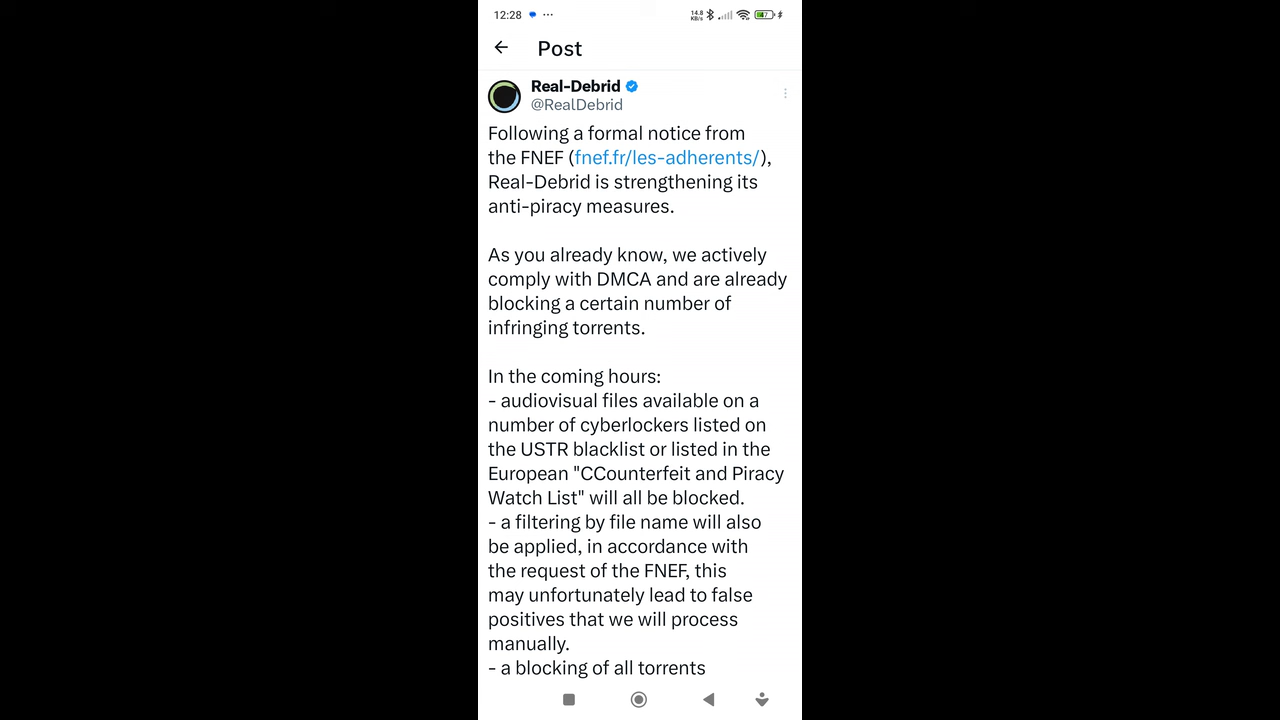 12:28 ...
14.8
KB/s
47
Post
Real-Debrid
@RealDebrid
Following a formal notice from
the FNEF (fnef.fr/les-adherents/),
Real-Debrid is strengthening its
anti-piracy measures.
As you already know, we actively
comply with DMCA and are already
blocking a certain number of
infringing torrents.
In the coming hours:
- audiovisual files available on a
number of cyberlockers listed on
the USTR blacklist or listed in the
European "CCounterfeit and Piracy
Watch List" will all be blocked.
- a filtering by file name will also
be applied, in accordance with
the request of the FNEF, this
may unfortunately lead to false
positives that we will process
manually.
- a blocking of all torrents